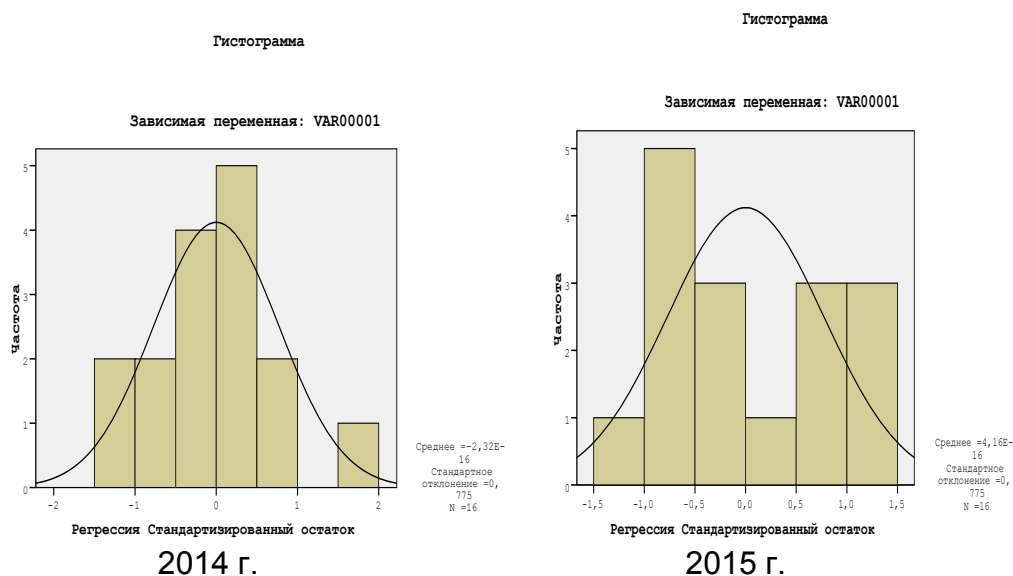 Гистограмма
Зависимая переменная: VAR00001
Частота
5
4
3
2
1
0
-2
-1
0
1
2
Регрессия Стандартизированный остаток
Среднее =-2,32E-
16
Стандартное
отклонение =0,
775
N =16
2014 г.
Гистограмма
Зависимая переменная: VAR00001
Частота
5
4
3
2
1
0
-1,5
-1,0
-0,5
0,0
0,5
1,0
1,5
Регрессия Стандартизированный остаток
Среднее =4,16E-
16
Стандартное
отклонение =0,
775
N =16
2015 г.